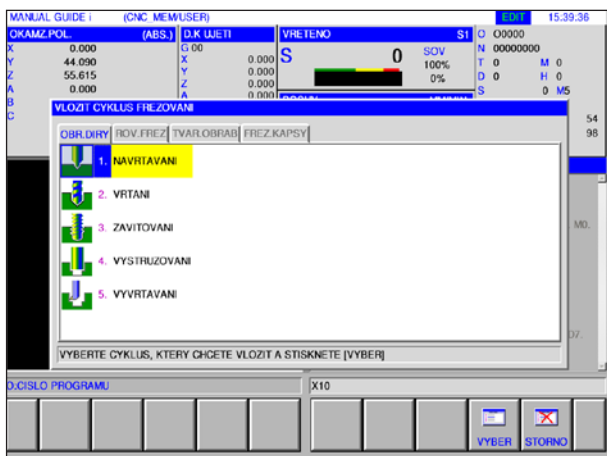 MANUAL GUIDE i (CNC_MEM/USER) EDIT 15:39:36
OKAMZ.POL. (ABS.) D.K UJETI VRETENO S1 O O0000
X 0.000 G 00 S 0 SOV 100% 0% N 00000000
Y 44.090 X 0.000 T 0 M 0
Z 55.615 Y 0.000 D 0 H 0
A 0.000 Z 0.000 S 0 M5
B A 0.000
C 54
98
VLOZIT CYKLUS FREZOVANI
OBR.DIRY ROV.FREZ TVAR.OBRAB FREZ.KAPSY
1. NAVRTAVANI
2. VRTANI
3. ZAVITOVANI
4. VYSTRUZOVANI
5. VYVRTAVANI
M0.
07.
VYBERTE CYKLUS, KTERY CHCETE VLOZIT A STISKNETE [VYBER]
O:CISLO PROGRAMU X10
VYBER STORNO